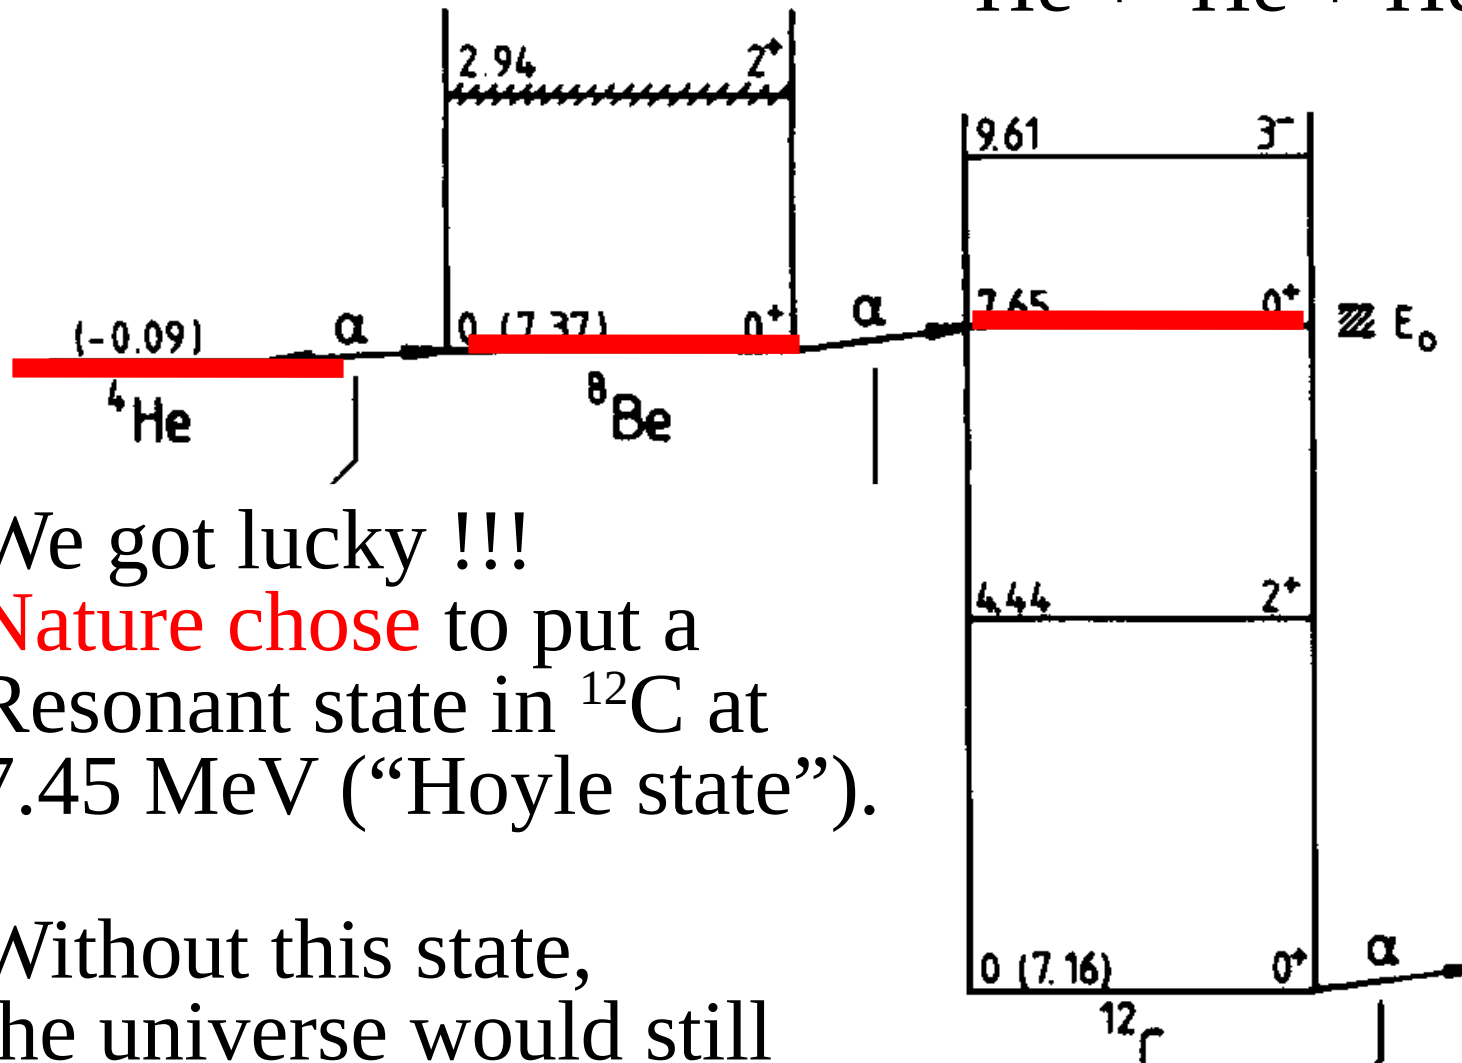 2.94 2⁺
9.61 3⁻
(-0.09) α 0 (7.37) 0⁺ α 7.65 0⁺ E₀
⁴He ⁸Be
We got lucky !!!
Nature chose to put a
Resonant state in ¹²C at
7.45 MeV (“Hoyle state”).
4.44 2⁺
Without this state,
he universe would still
0 (7.16) 0⁺ α
¹²